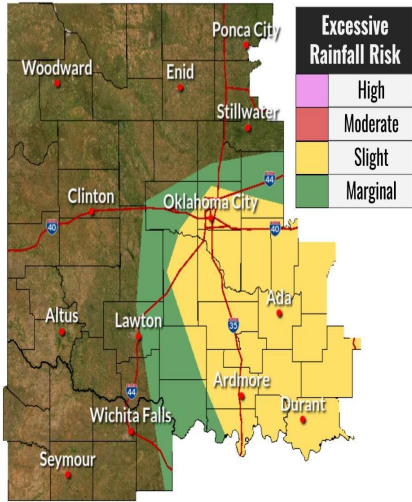 Excessive
Rainfall Risk
High
Moderate
Slight
Marginal
Ponca City
Woodward
Enid
Stillwater
44
Clinton
Oklahoma City
40
40
Ada
Altus
Lawton
35
Ardmore
44
Durant
Wichita Falls
Seymour